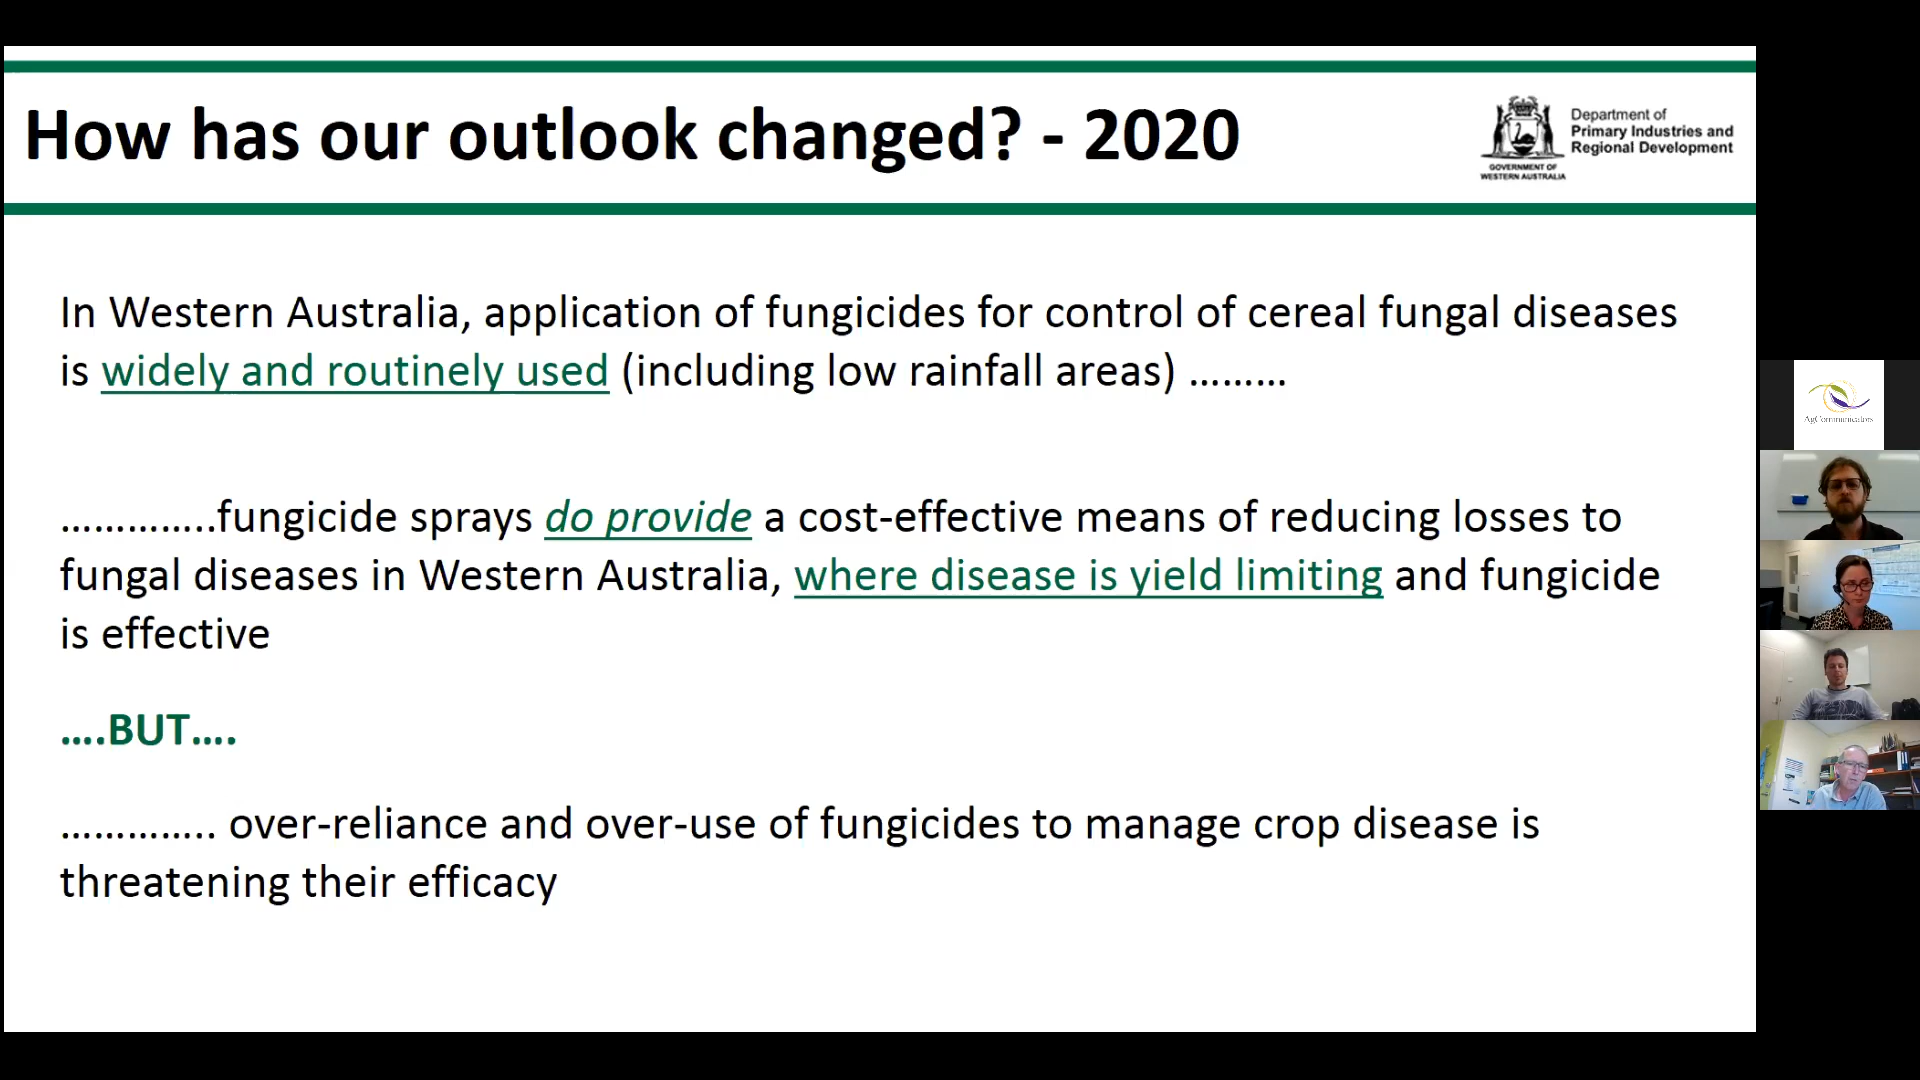 How has our outlook changed? - 2020
GOVERNMENT OF
WESTERN AUSTRALIA
Department of
Primary Industries and
Regional Development
In Western Australia, application of fungicides for control of cereal fungal diseases
is widely and routinely used (including low rainfall areas) ………
…………..fungicide sprays do provide a cost-effective means of reducing losses to
fungal diseases in Western Australia, where disease is yield limiting and fungicide
is effective
….BUT….
………….. over-reliance and over-use of fungicides to manage crop disease is
threatening their efficacy
AgCommunicators